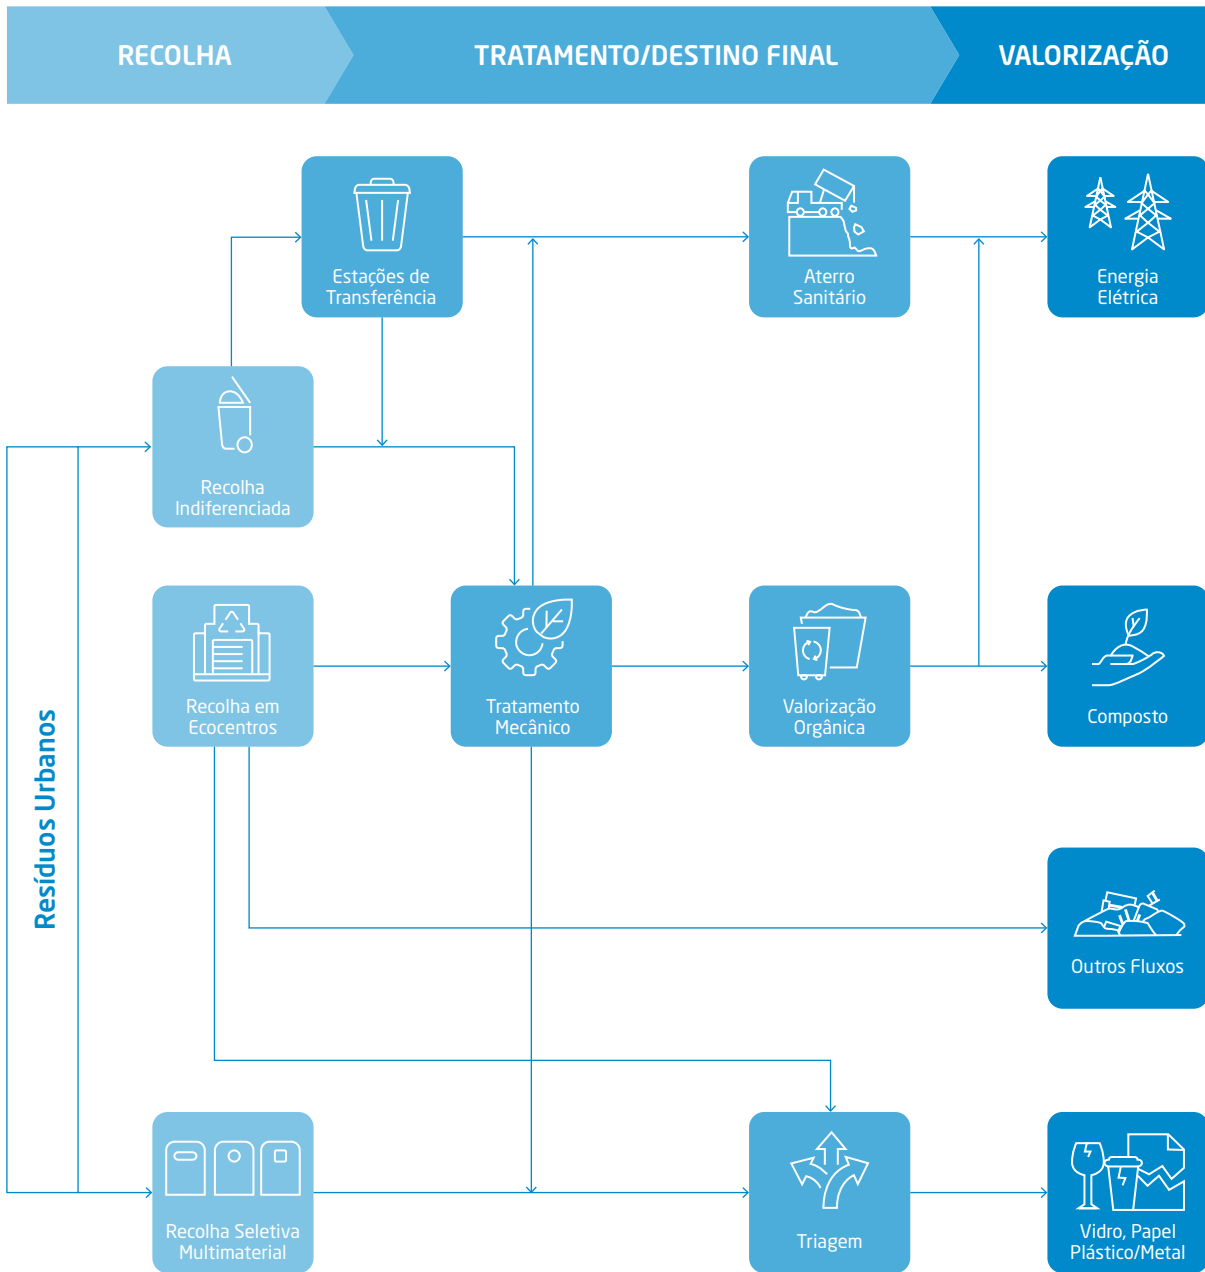 RECOLHA
TRATAMENTO/DESTINO FINAL
VALORIZAÇÃO
Estações de
Transferência
Aterro
Sanitário
Energia
Elétrica
Recolha
Indiferenciada
Recolha em
Ecocentros
Tratamento
Mecânico
Valorização
Orgânica
Composto
Resíduos Urbanos
Outros Fluxos
Recolha Seletiva
Multimaterial
Triagem
Vidro, Papel
Plástico/Metal